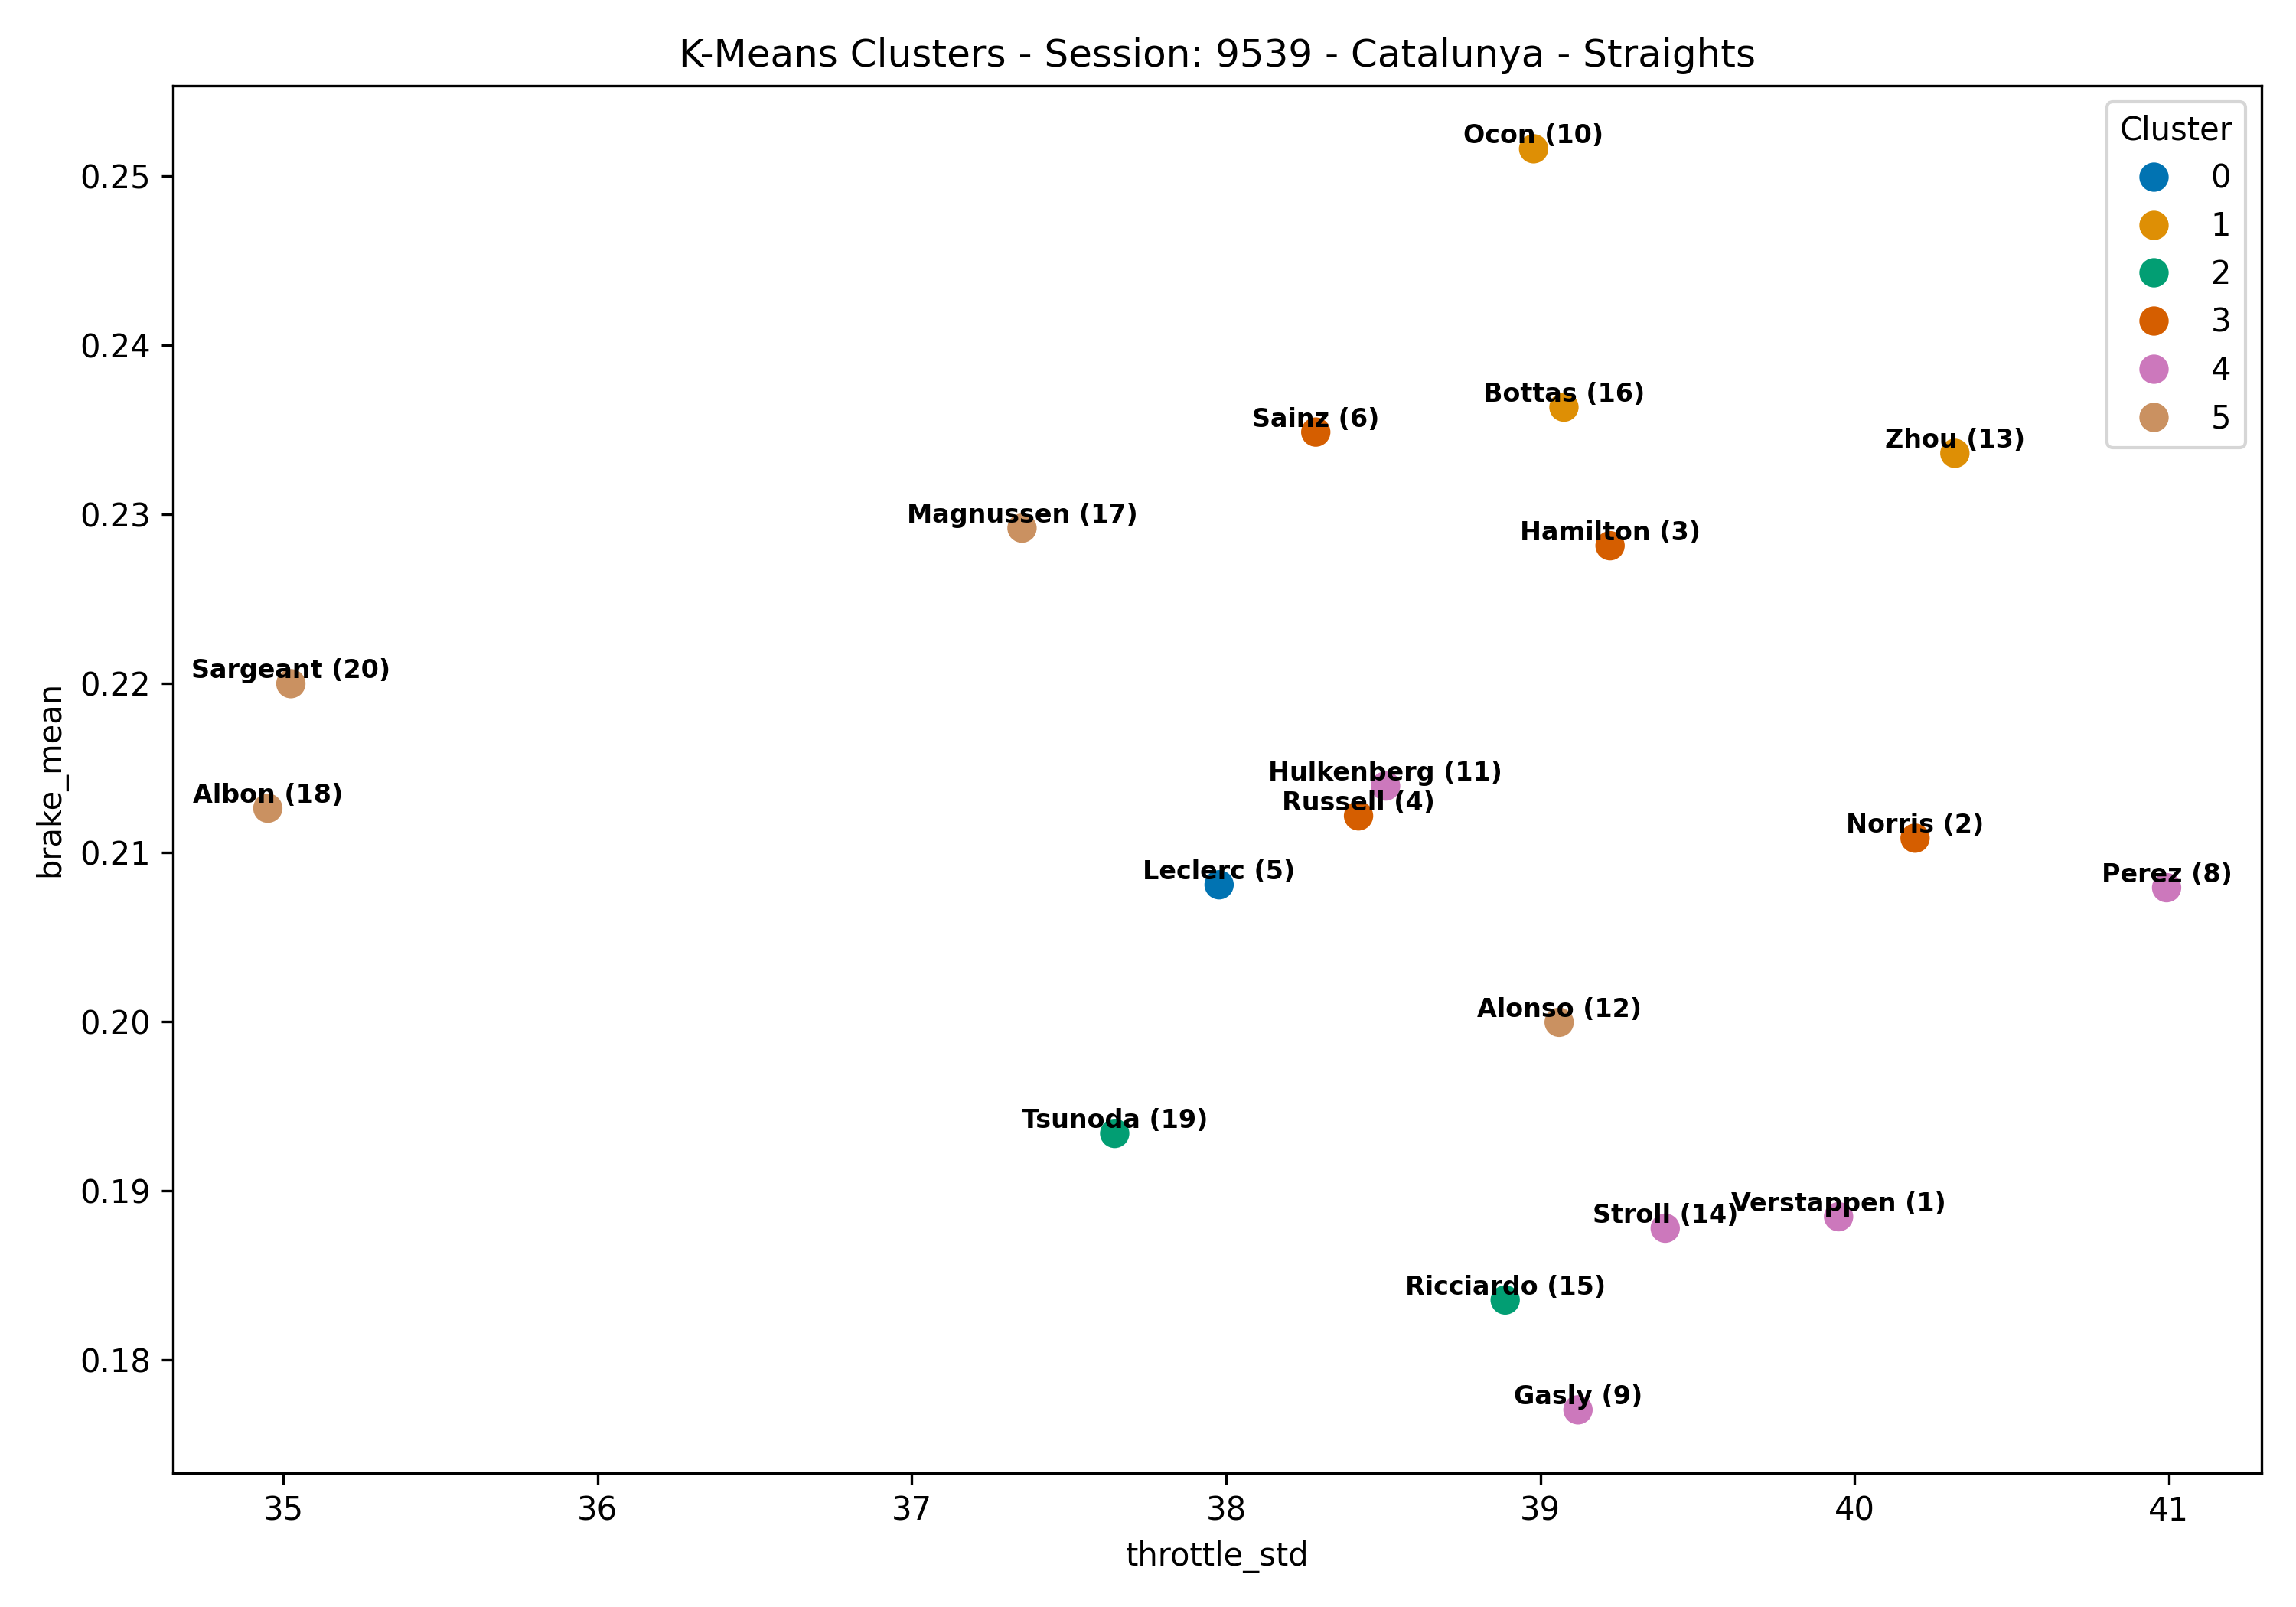 K-Means Clusters - Session: 9539 - Catalunya - Straights
Cluster
0
1
2
3
4
5
Ocon (10)
Bottas (16)
Sainz (6)
Zhou (13)
Magnussen (17)
Hamilton (3)
Sargeant (20)
Hulkenberg (11)
Albon (18)
Russell (4)
Norris (2)
Leclerc (5)
Perez (8)
Alonso (12)
Tsunoda (19)
Verstappen (1)
Stroll (14)
Ricciardo (15)
Gasly (9)
brake_mean
0.25
0.24
0.23
0.22
0.21
0.20
0.19
0.18
35
36
37
38
39
40
41
throttle_std